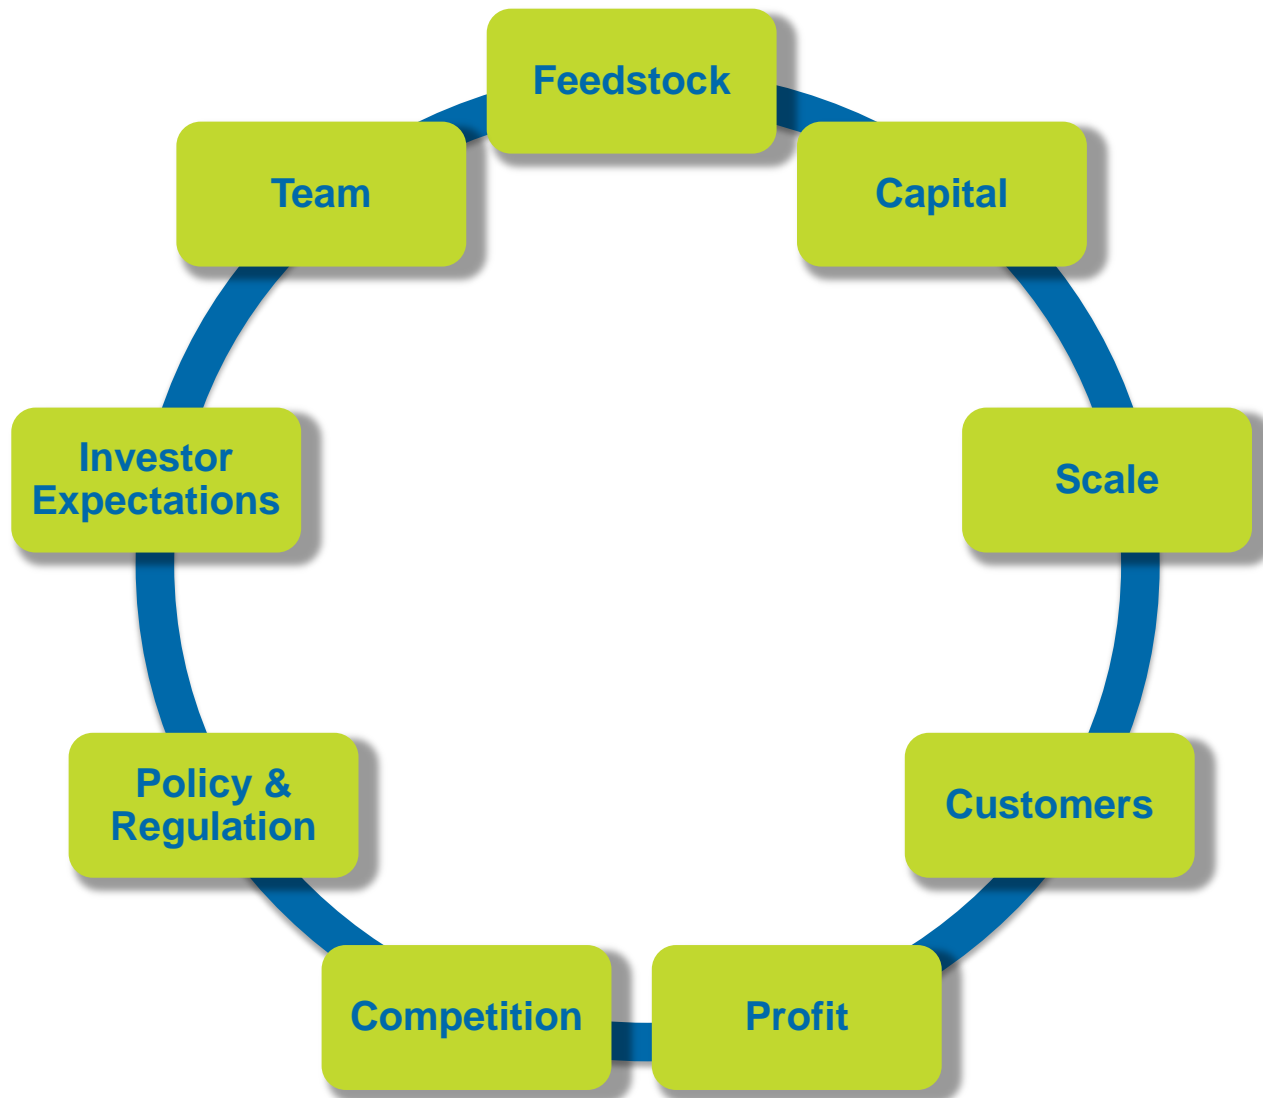 Feedstock
Capital
Scale
Customers
Profit
Competition
Policy &
Regulation
Investor
Expectations
Team